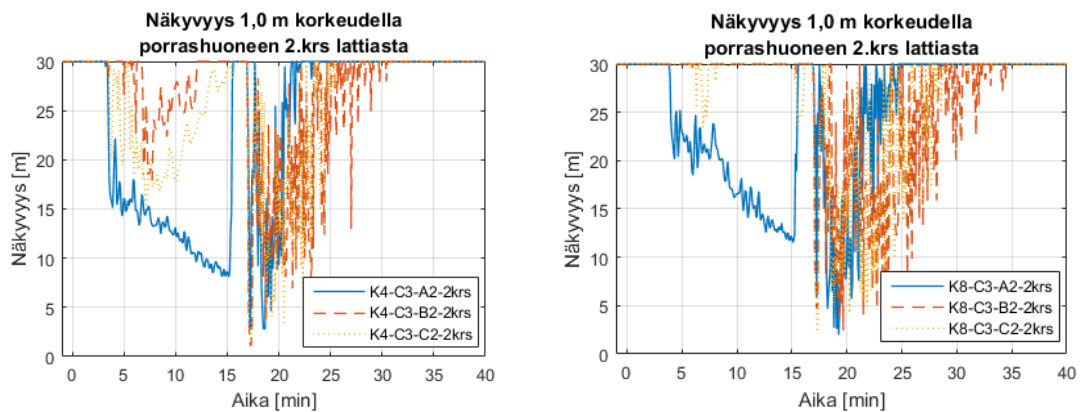 Näkyvyys 1,0 m korkeudella
porrashuoneen 2.krs lattiasta
30
25
20
15
10
5
0
Näkyvyys [m]
K4-C3-A2-2krs
K4-C3-B2-2krs
K4-C3-C2-2krs
0 5 10 15 20 25 30 35 40
Aika [min]
Näkyvyys 1,0 m korkeudella
porrashuoneen 2.krs lattiasta
30
25
20
15
10
5
0
Näkyvyys [m]
K8-C3-A2-2krs
K8-C3-B2-2krs
K8-C3-C2-2krs
0 5 10 15 20 25 30 35 40
Aika [min]